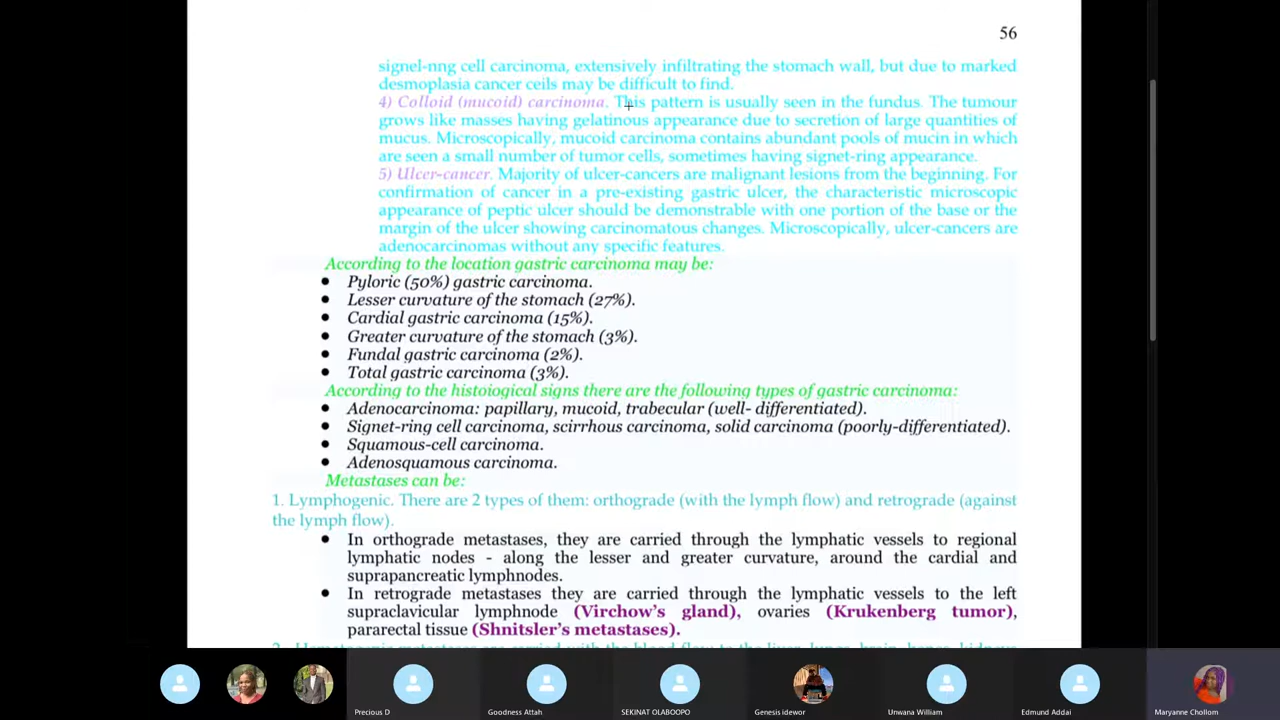 56
signel-nng cell carcinoma, extensively infiltrating the stomach wall, but due to marked
desmoplasia cancer ceils may be difficult to find.
4) Colloid (mucoid) carcinoma. This pattern is usually seen in the fundus. The tumour
grows like masses having gelatinous appearance due to secretion of large quantities of
mucus. Microscopically, mucoid carcinoma contains abundant pools of mucin in which
are seen a small number of tumor cells, sometimes having signet-ring appearance.
5) Ulcer-cancer. Majority of ulcer-cancers are malignant lesions from the beginning. For
confirmation of cancer in a pre-existing gastric ulcer, the characteristic microscopic
appearance of peptic ulcer should be demonstrable with one portion of the base or the
margin of the ulcer showing carcinomatous changes. Microscopically, ulcer-cancers are
adenocarcinomas without any specific features.
According to the location gastric carcinoma may be:
• Pyloric (50%) gastric carcinoma.
• Lesser curvature of the stomach (27%).
• Cardial gastric carcinoma (15%).
• Greater curvature of the stomach (3%).
• Fundal gastric carcinoma (2%).
• Total gastric carcinoma (3%).
According to the histoiogical signs there are the following types of gastric carcinoma:
• Adenocarcinoma: papillary, mucoid, trabecular (well- differentiated).
• Signet-ring cell carcinoma, scirrhous carcinoma, solid carcinoma (poorly-differentiated).
• Squamous-cell carcinoma.
• Adenosquamous carcinoma.
Metastases can be:
1. Lymphogenic. There are 2 types of them: orthograde (with the lymph flow) and retrograde (against
the lymph flow).
• In orthograde metastases, they are carried through the lymphatic vessels to regional
lymphatic nodes - along the lesser and greater curvature, around the cardial and
suprapancreatic lymphnodes.
• In retrograde metastases they are carried through the lymphatic vessels to the left
supraclavicular lymphnode (Virchow's gland), ovaries (Krukenberg tumor),
pararectal tissue (Shnitsler's metastases).
Precious D
Goodness Attah
SEKINAT OLABOOPO
Genesis idewor
Unwana William
Edmund Addai
Maryanne Chollom